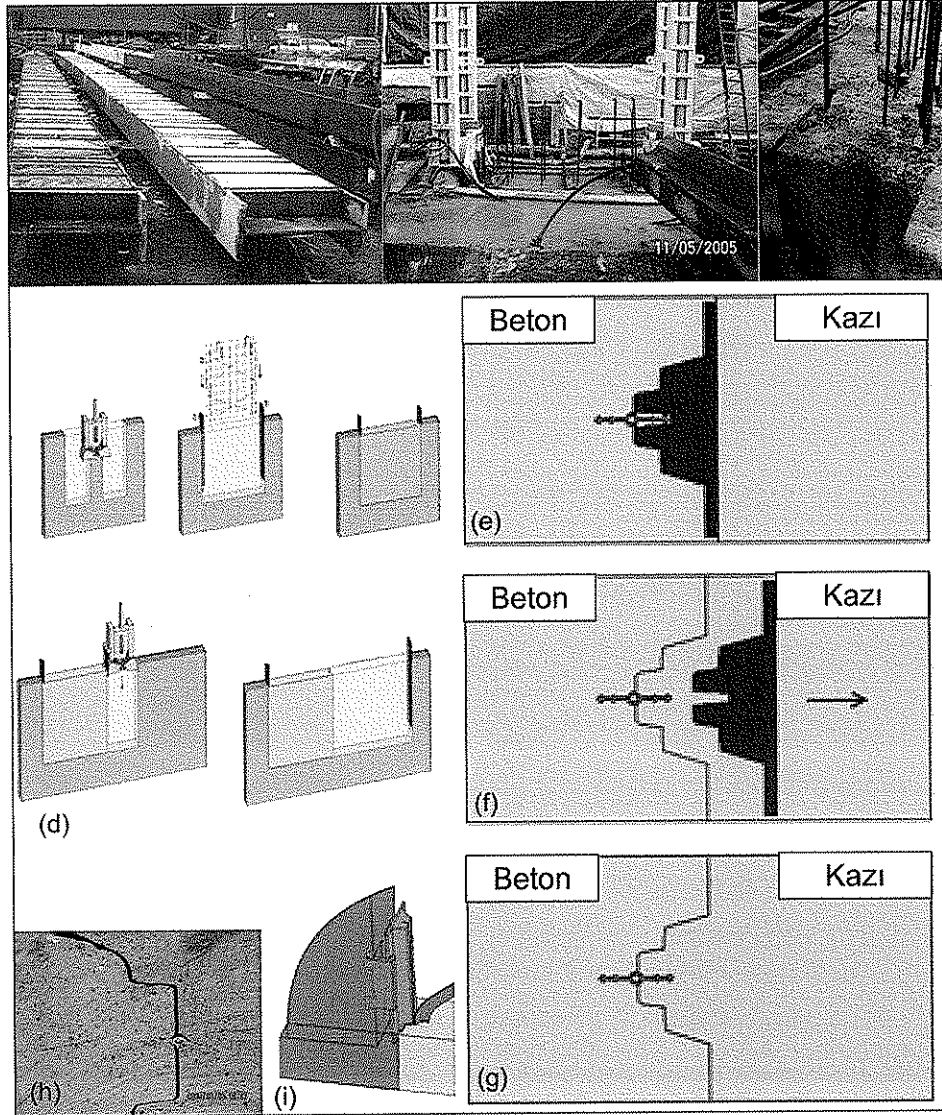 11/05/2005
Beton
Kazı
(e)
Beton
Kazı
(d)
(f)
Beton
Kazı
(h)
(i)
(g)